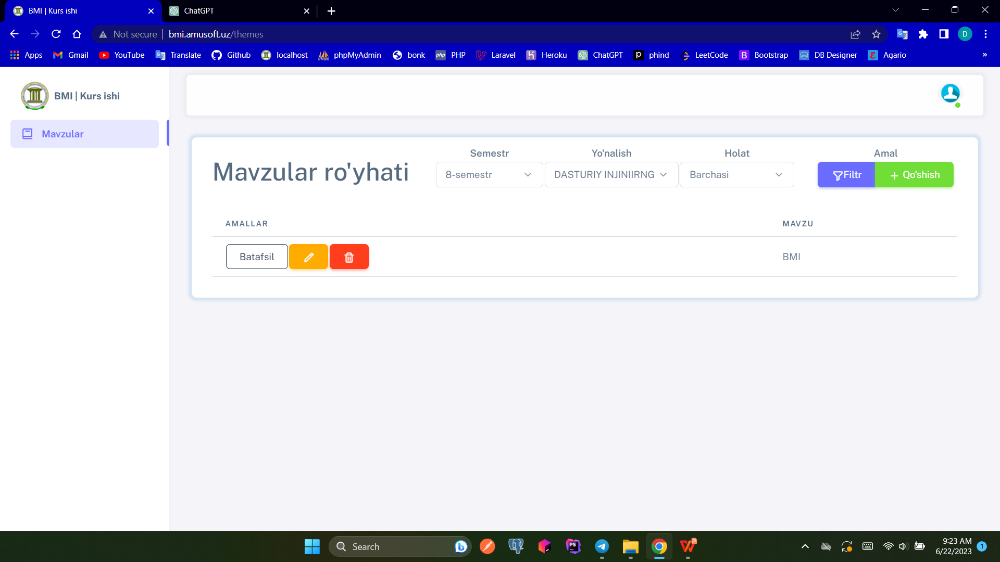 BMI | Kurs ishi
ChatGPT
Not secure
bmi.amusoft.uz/themes
D
Apps
Gmail
YouTube
Translate
Github
localhost
phpMyAdmin
bonk
php
PHP
Laravel
Heroku
ChatGPT
phind
LeetCode
B
Bootstrap
DB Designer
Agario
»
BMI | Kurs ishi
Mavzular
Mavzular ro'yhati
Semestr
8-semestr
Yo'nalish
DASTURIY INJINIIRNG
Holat
Barchasi
Amal
Filtr
+ Qo'shish
AMALLAR
MAVZU
Batafsil
BMI
Search
PS
9:23 AM
6/22/2023
1